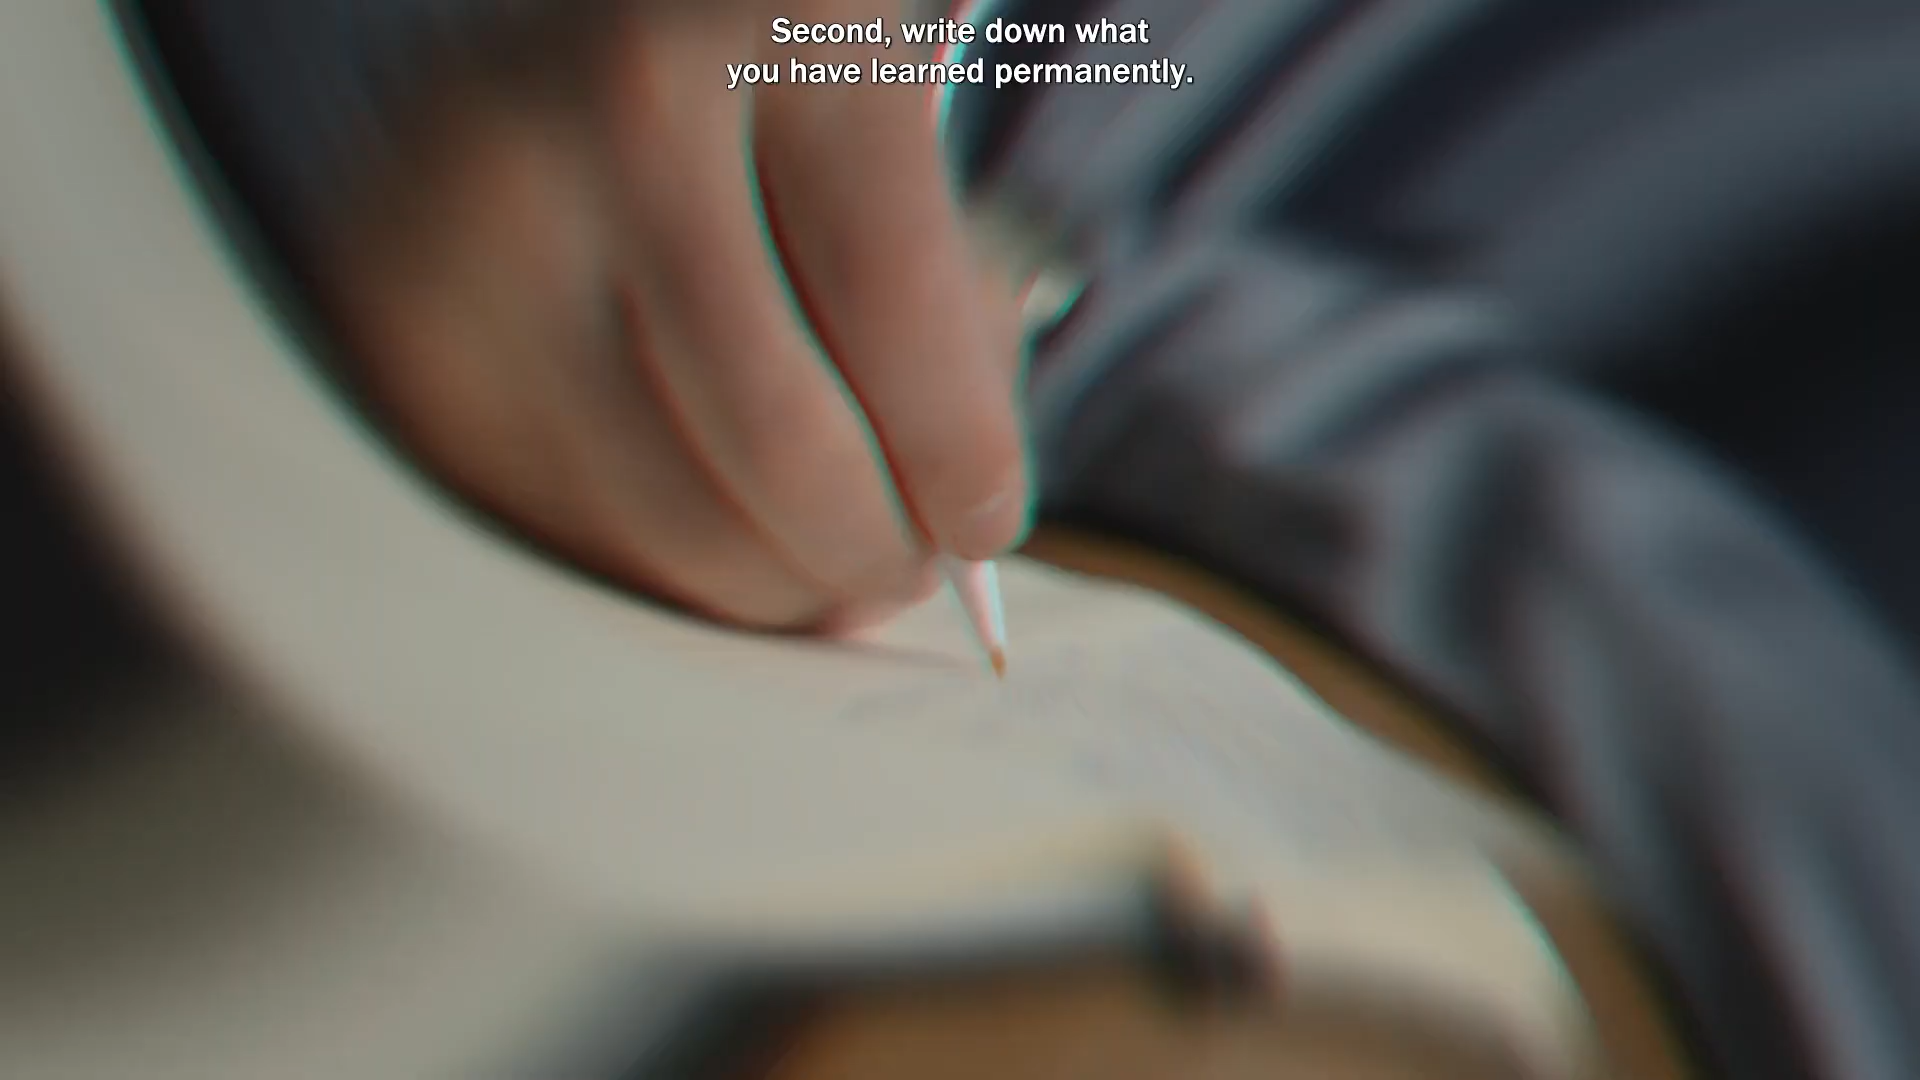 Second, write down what
you have learned permanently.